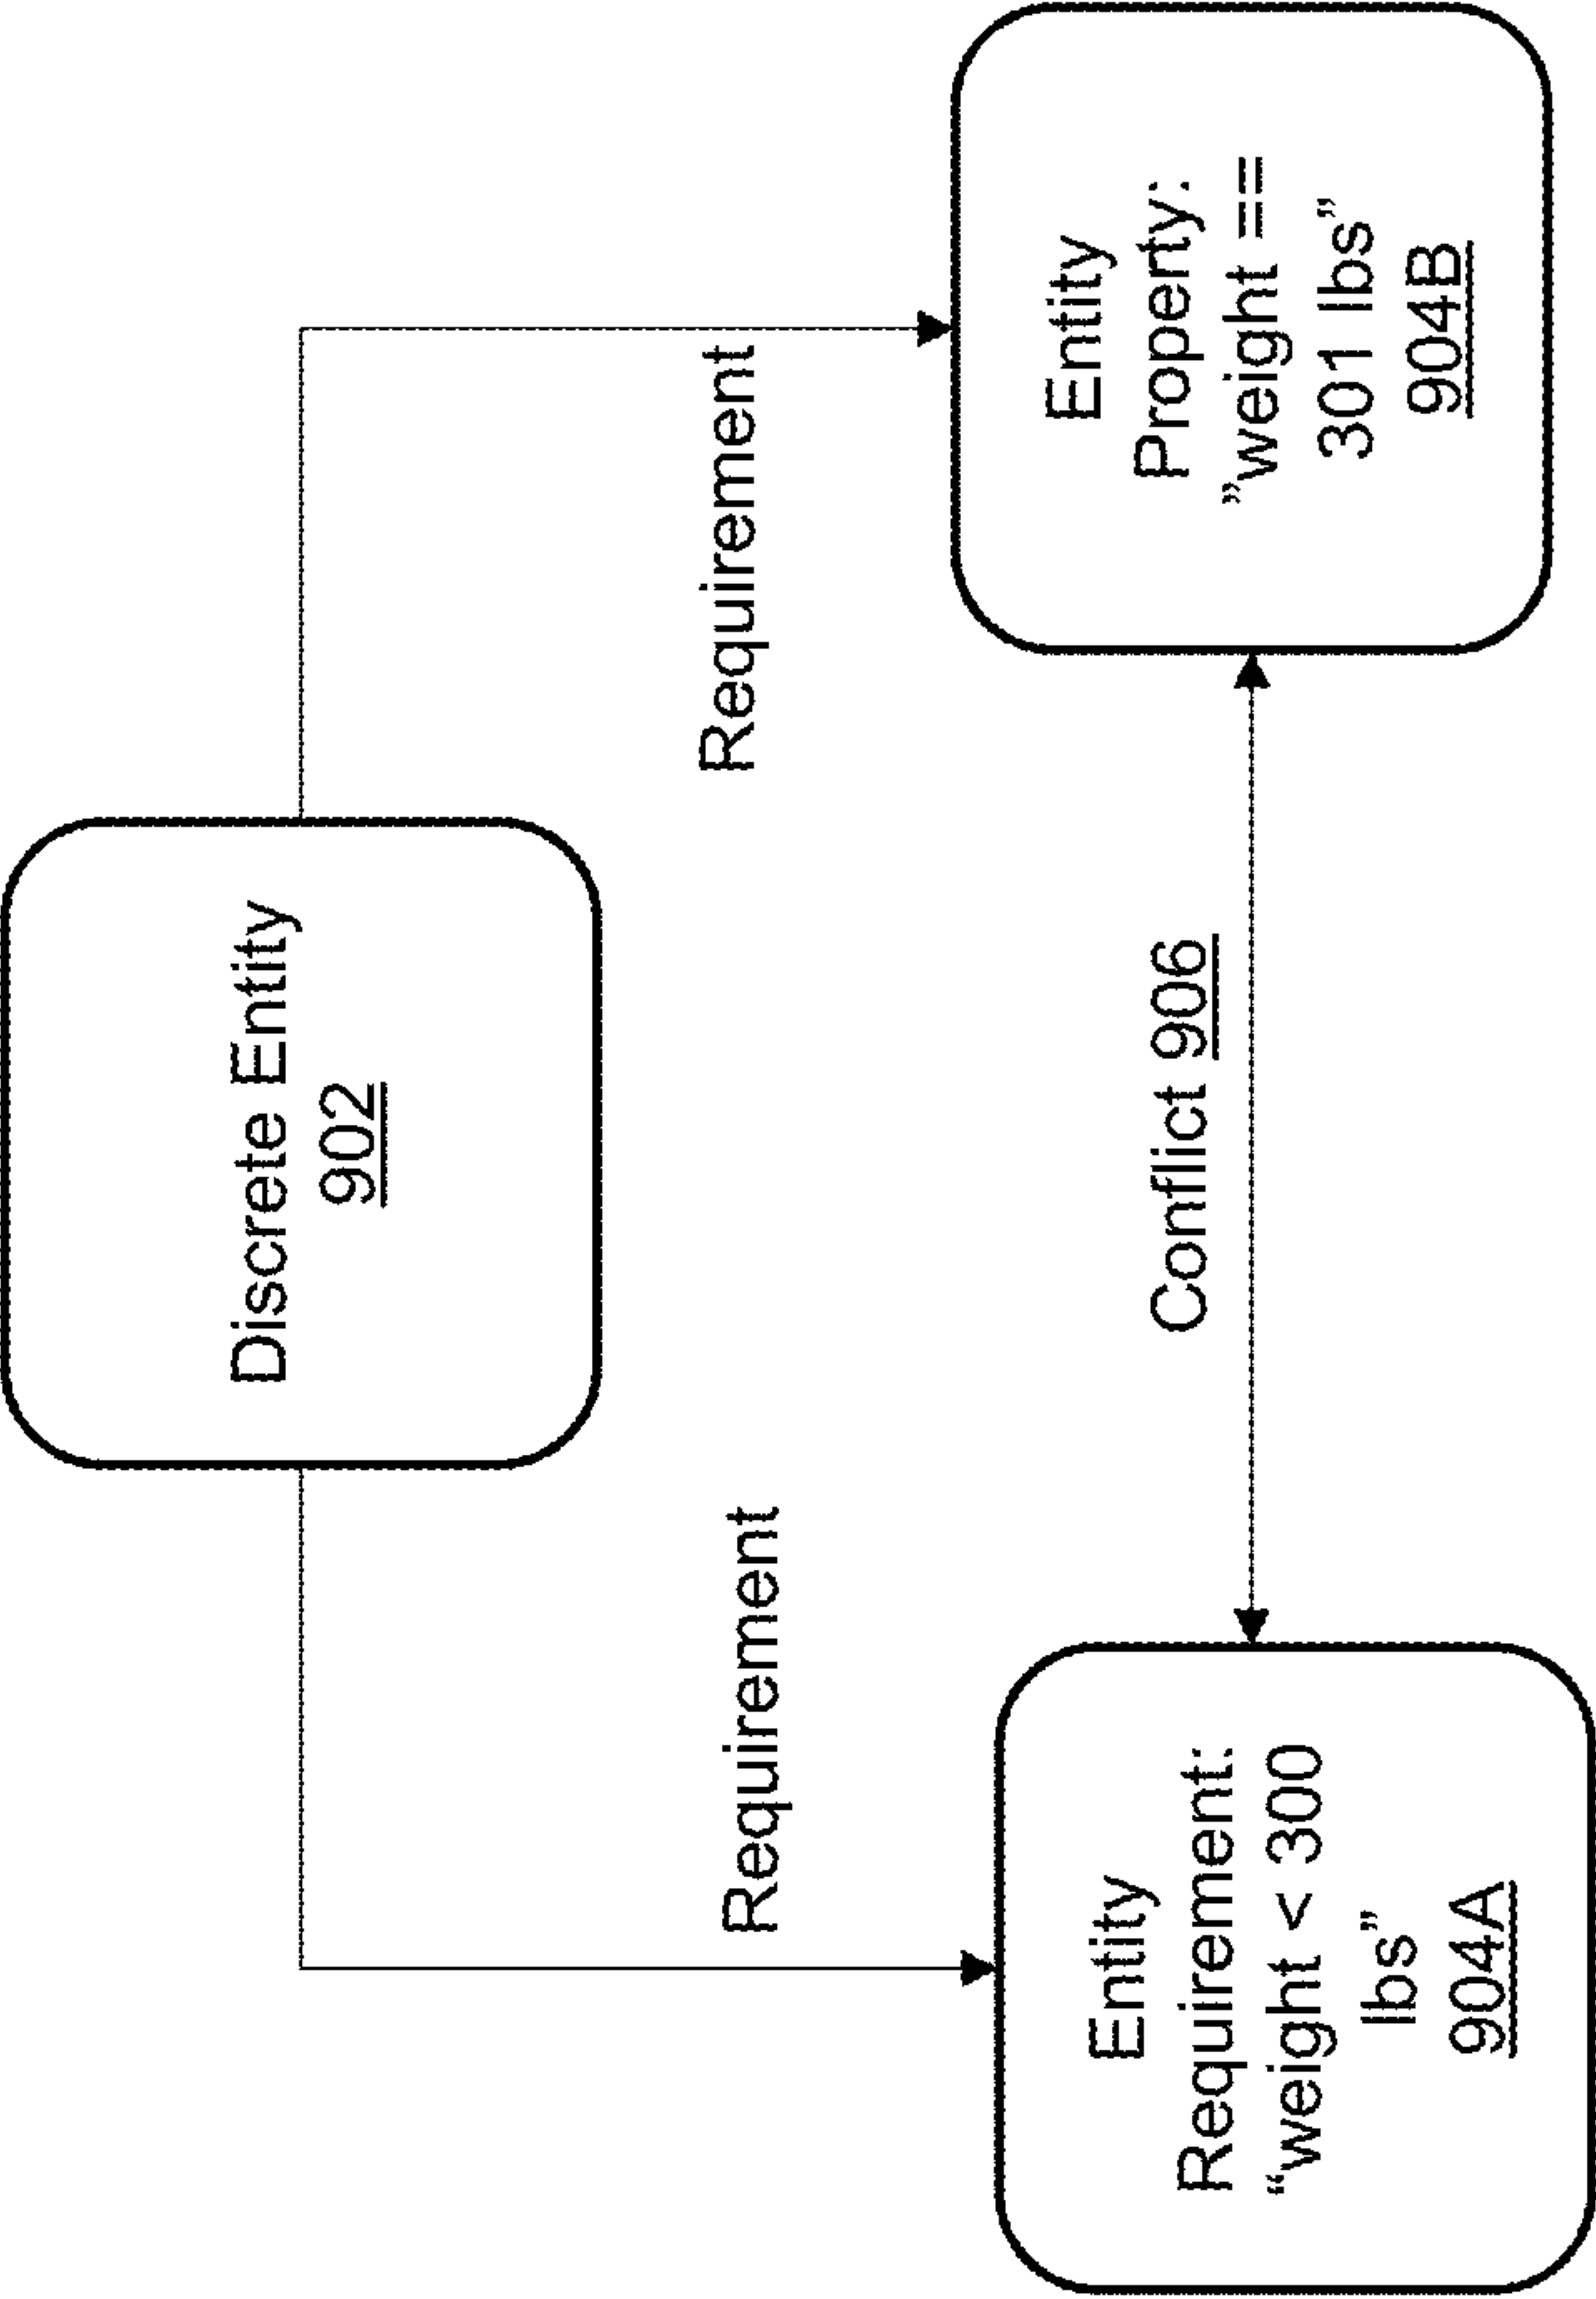 Discrete Entity
902
Requirement
Requirement
Conflict 906
Entity
Requirement:
“weight < 300
lbs”
904A
Entity
Property:
”weight ==
301 lbs”
904B